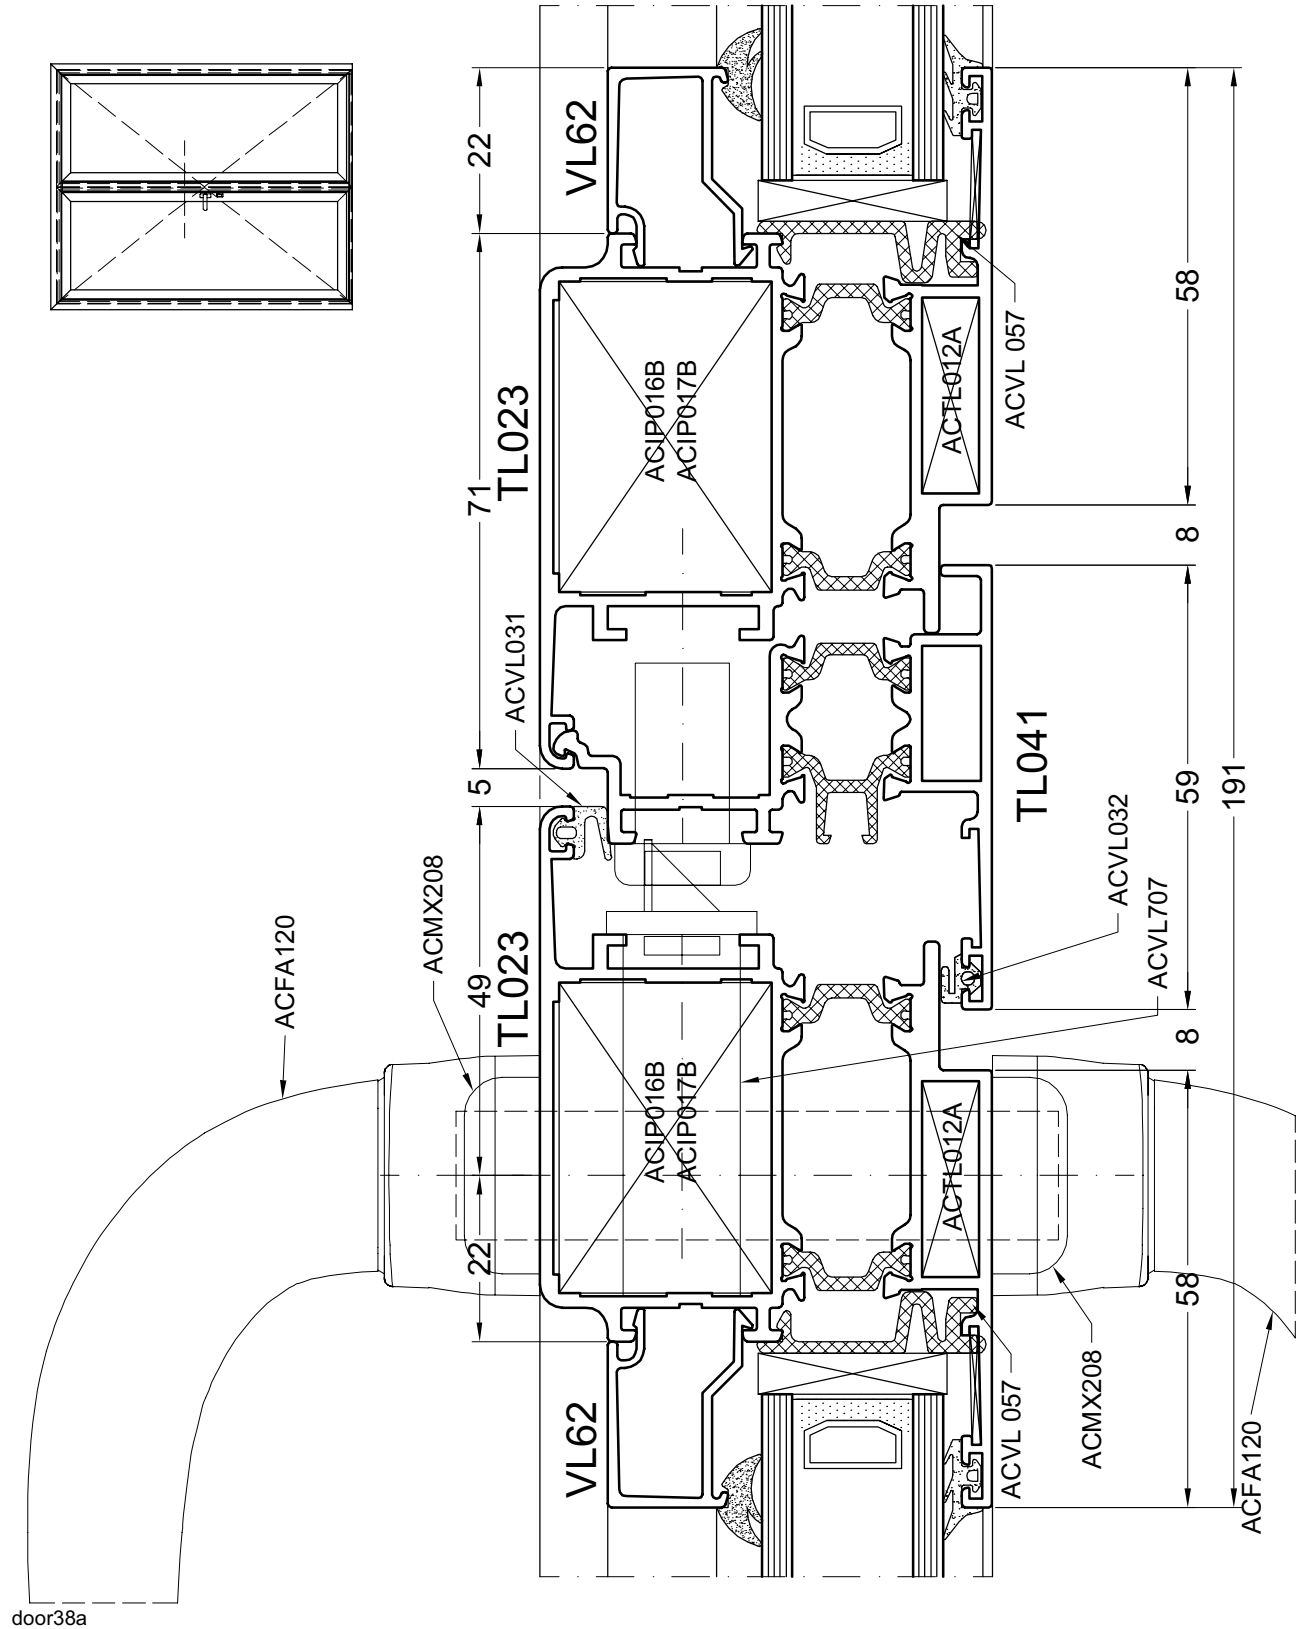 VL62
22
TL023
71
ACIP016B
ACIP017B
ACTL012A
ACVL 057
58
8
ACVL031
5
TL041
59
191
ACVL032
ACVL707
ACMX208
ACFA120
TL023
49
8
ACIP016B
ACIP017B
ACTL012A
22
58
VL62
ACVL 057
ACMX208
ACFA120
door38a